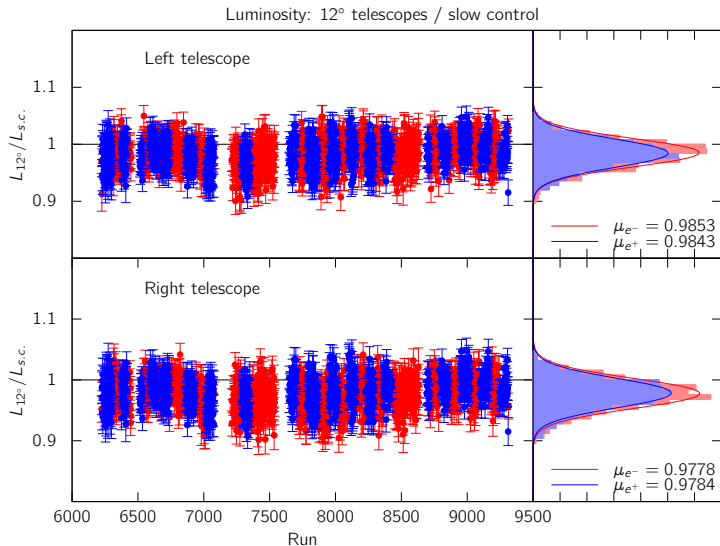 Luminosity: 12° telescopes / slow control
Left telescope
L₁₂°/Lₛ.c.
1.1
1
0.9
μₑ₋ = 0.9853
μₑ₊ = 0.9843
Right telescope
L₁₂°/Lₛ.c.
1.1
1
0.9
μₑ₋ = 0.9778
μₑ₊ = 0.9784
6000 6500 7000 7500 8000 8500 9000 9500
Run